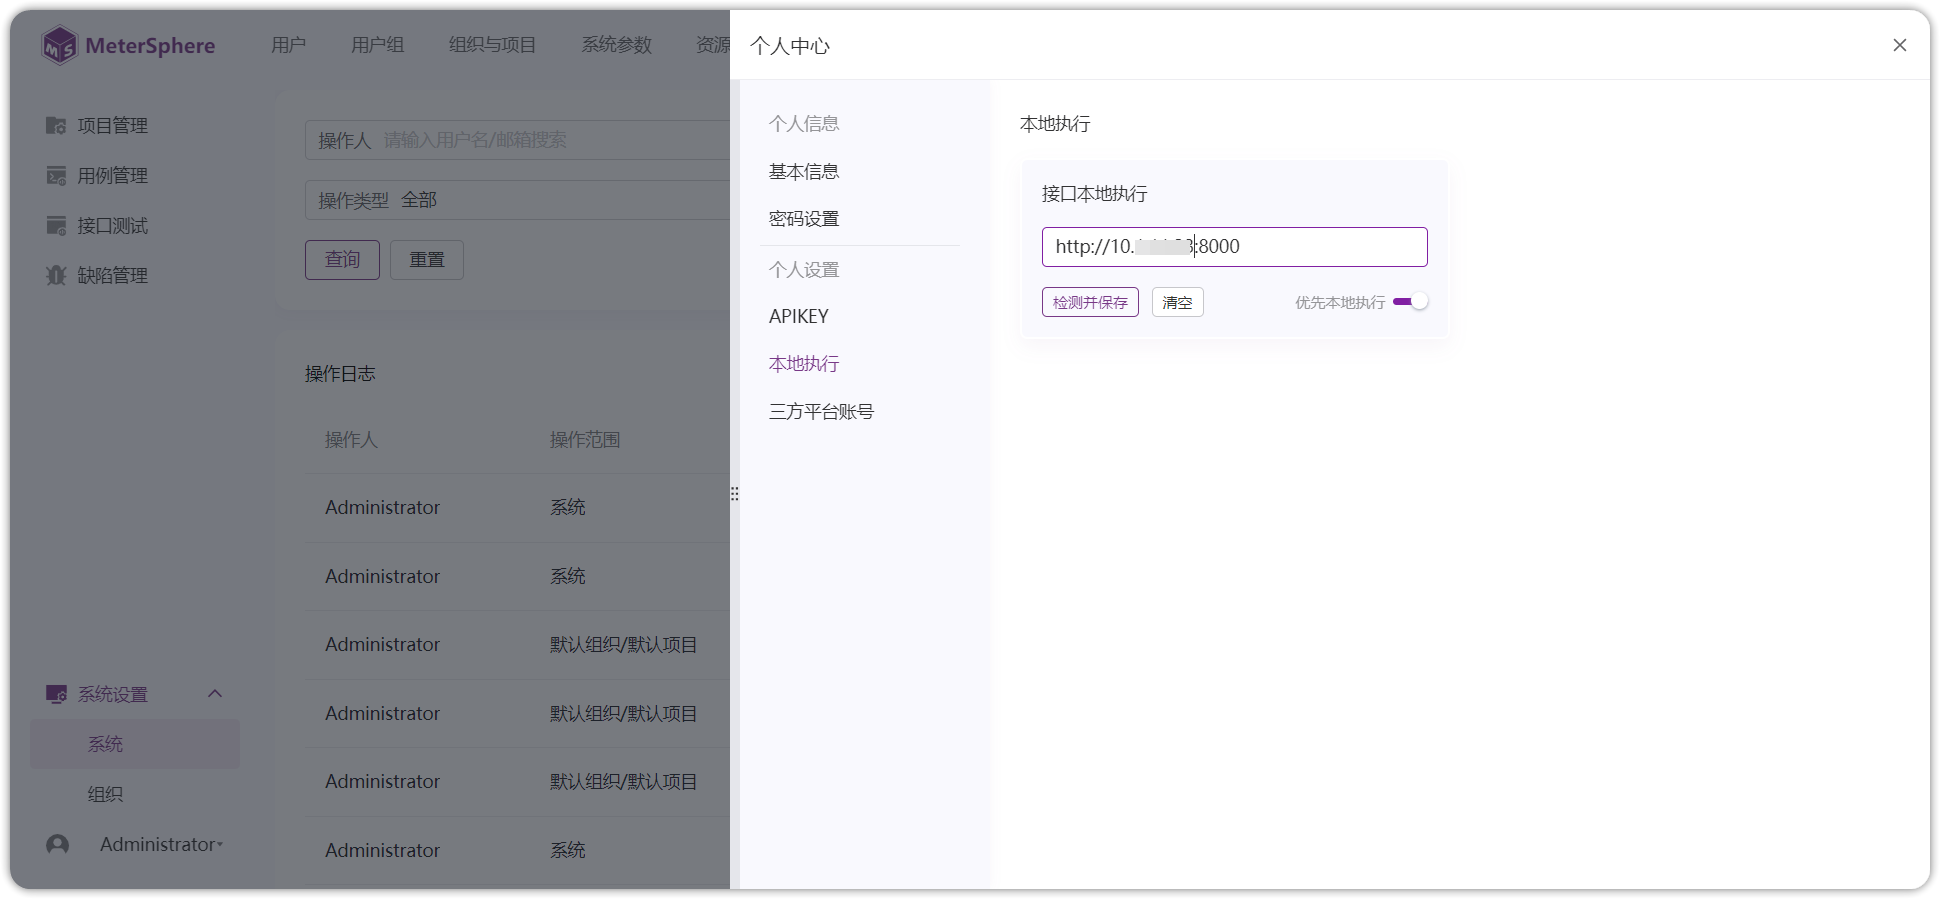 MeterSphere
用户
用户组
组织与项目
系统参数
资源
项目管理
用例管理
接口测试
缺陷管理
系统设置
系统
组织
Administrator
操作人 请输入用户名/邮箱搜索
操作类型 全部
查询 重置
操作日志
操作人 操作范围
Administrator 系统
Administrator 系统
Administrator 默认组织/默认项目
Administrator 默认组织/默认项目
Administrator 默认组织/默认项目
Administrator 系统
个人中心
个人信息
基本信息
密码设置
个人设置
APIKEY
本地执行
三方平台账号
本地执行
接口本地执行
http://10. :8000
检测并保存 清空 优先本地执行